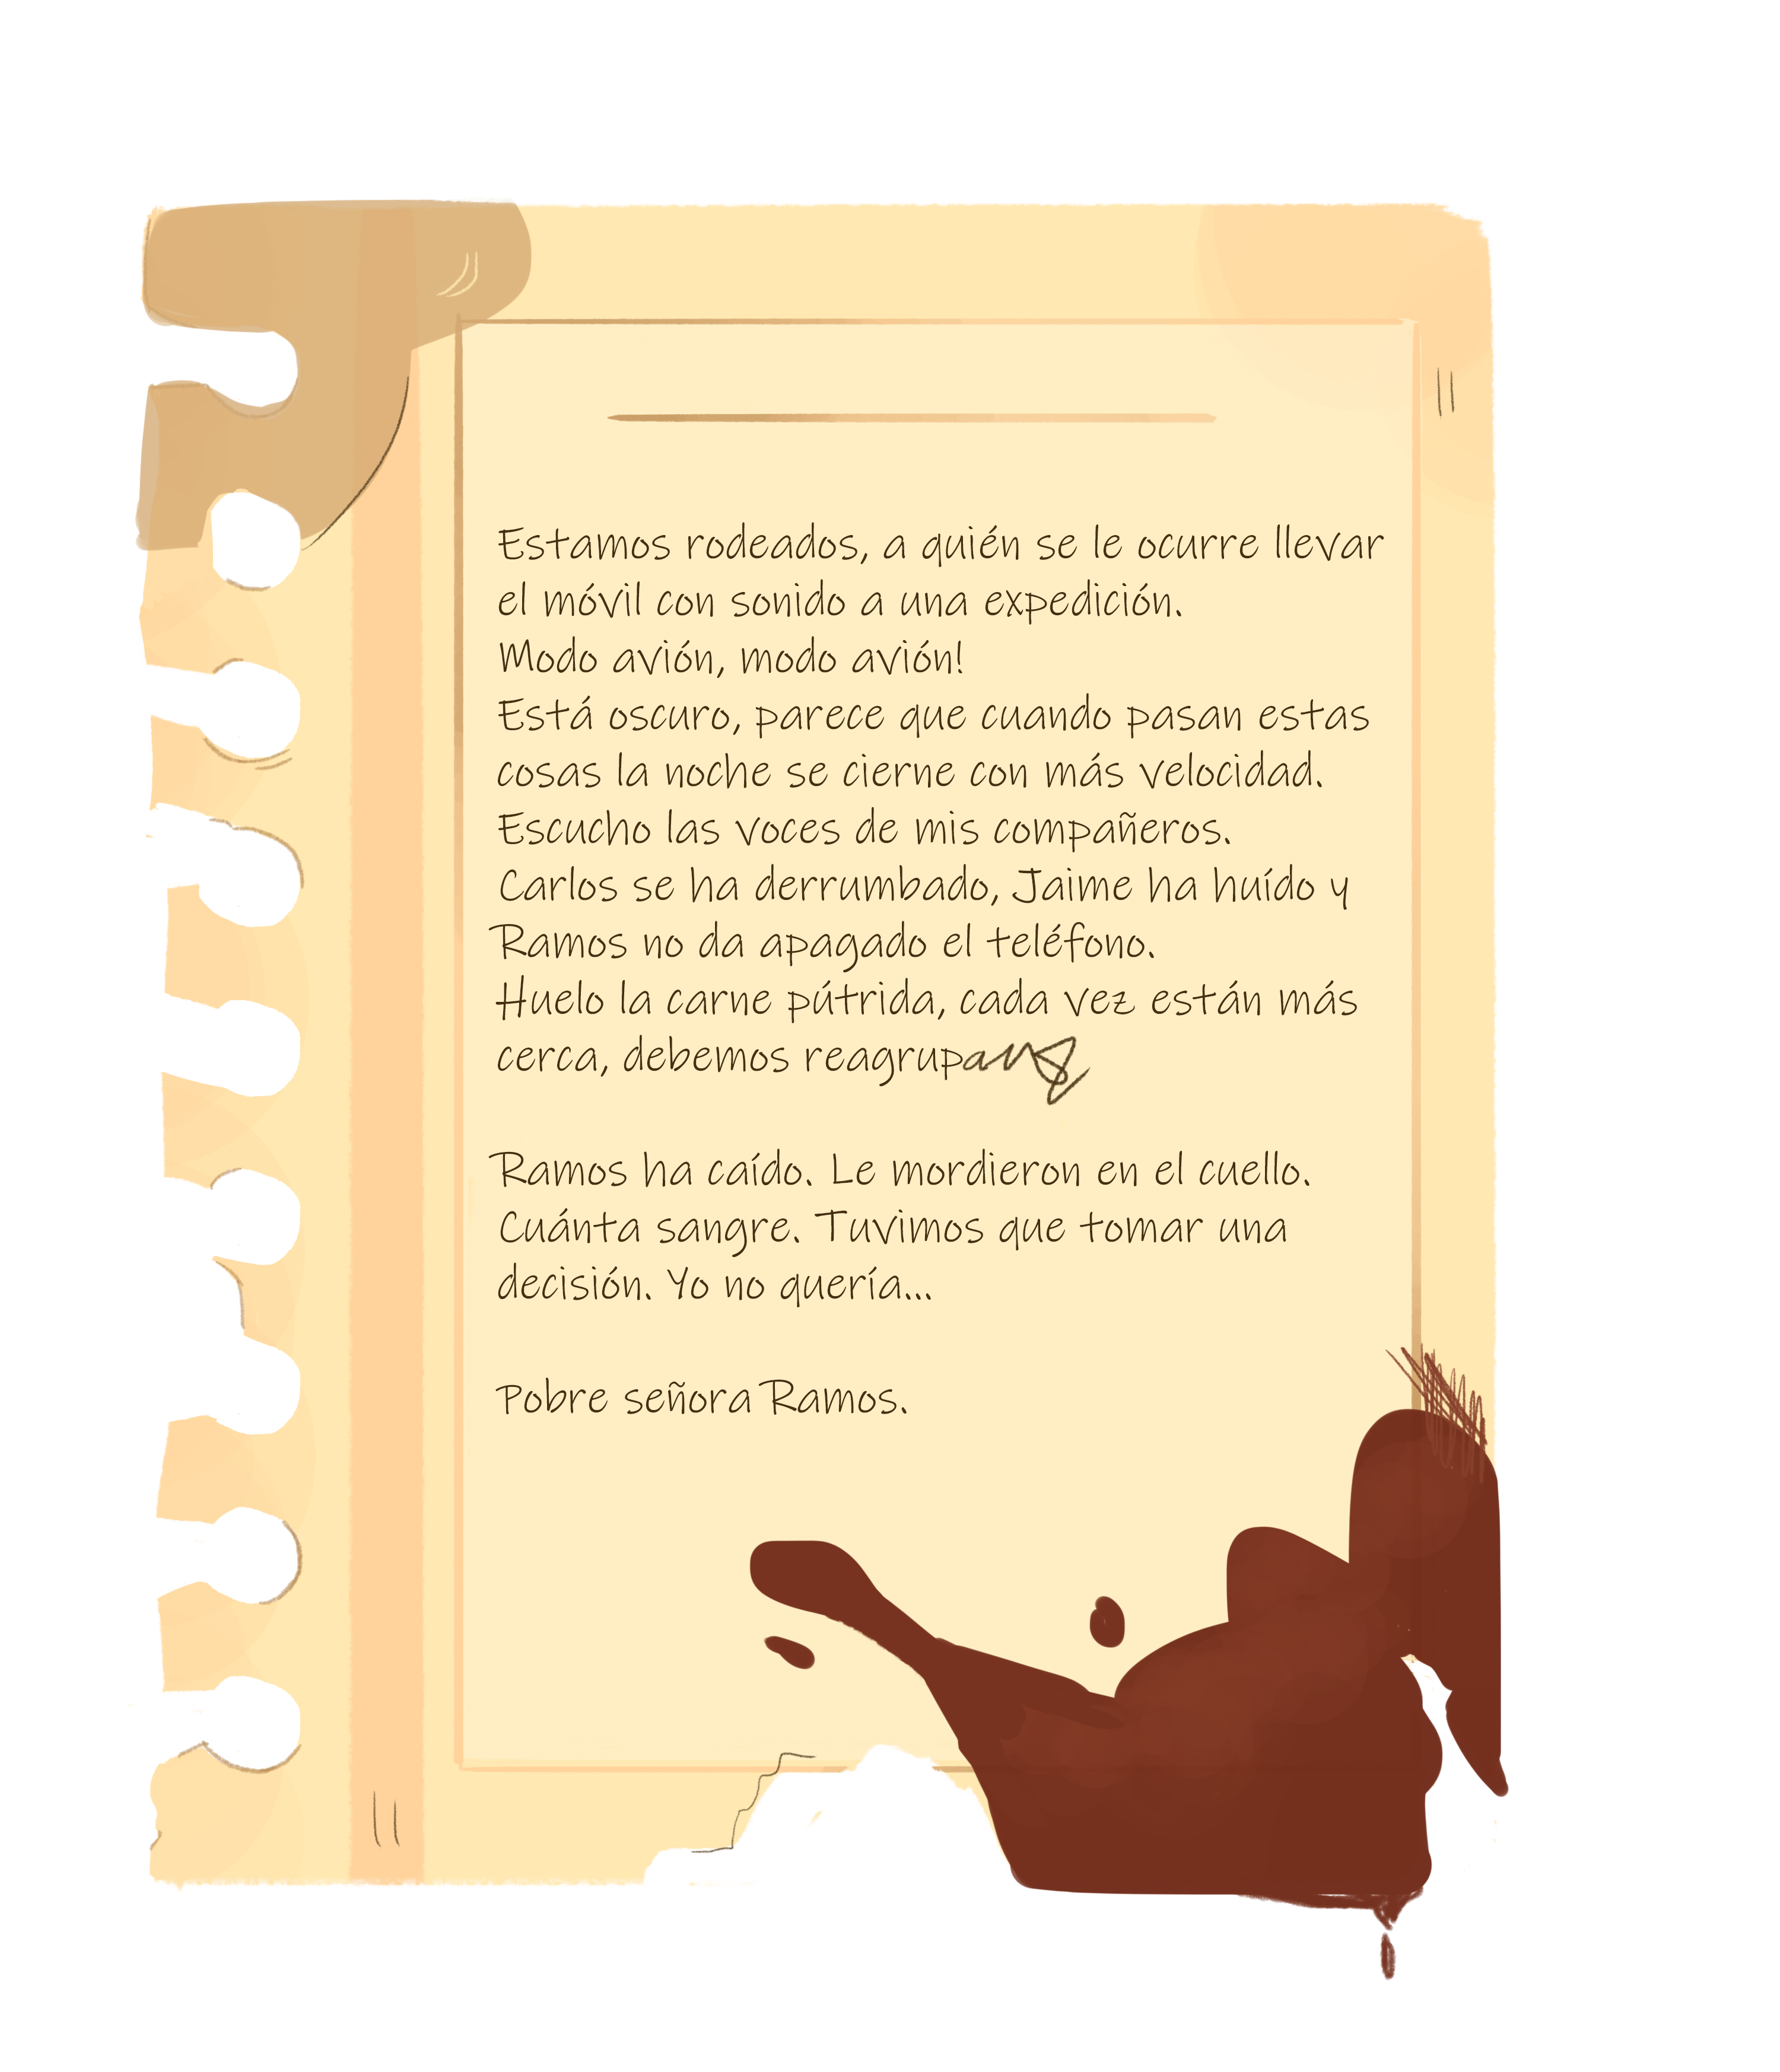 Estamos rodeados, a quién se le ocurre llevar
el móvil con sonido a una expedición.
Modo avión, modo avión!
Está oscuro, parece que cuando pasan estas
cosas la noche se cierne con más velocidad.
Escucho las voces de mis compañeros.
Carlos se ha derrumbado, Jaime ha huído y
Ramos no da apagado el teléfono.
Huelo la carne pútrida, cada vez están más
cerca, debemos reagrupar
Ramos ha caído. Le mordieron en el cuello.
Cuánta sangre. Tuvimos que tomar una
decisión. Yo no quería...
Pobre señora Ramos.